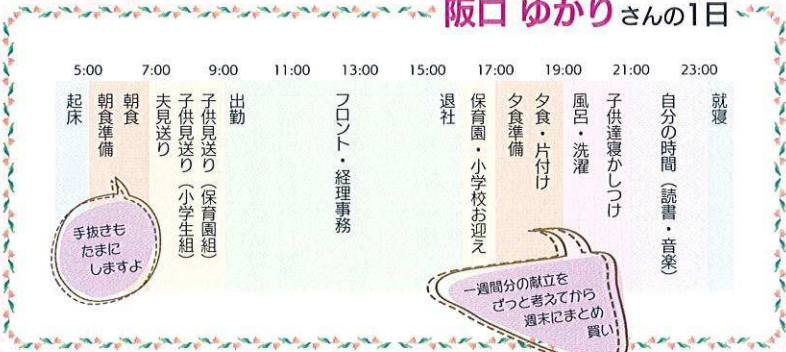 阪口 ゆかりさんの1日
5:00 7:00 9:00 11:00 13:00 15:00 17:00 19:00 21:00 23:00
起床
朝食準備
朝食
夫見送り
子供見送り（小学生組）
子供見送り（保育園組）
出勤
フロント・経理事務
退社
保育園・小学校お迎え
夕食準備
夕食・片付け
風呂・洗濯
子供達寝かしつけ
自分の時間（読書・音楽）
就寝
手抜きも
たまに
しますよ
一週間分の献立を
ざっと考えてから
週末にまとめ
買い